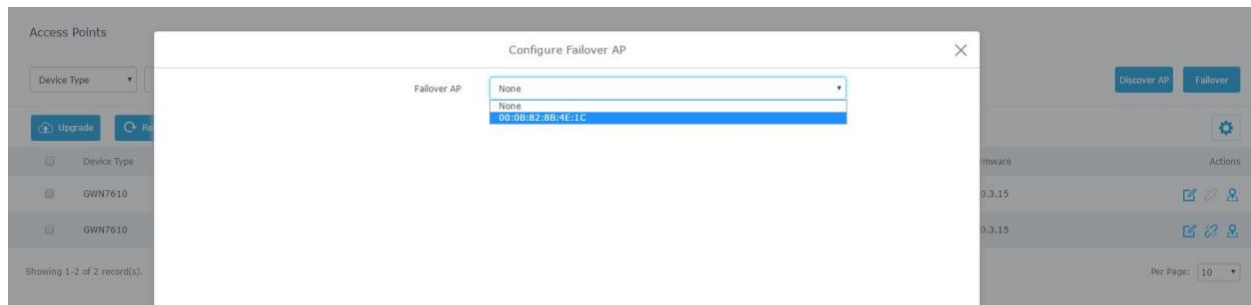 Access Points
Configure Failover AP
Device Type
Failover AP
None
Discover AP
Failover
None
00:0B:82:8B:4E:1C
Upgrade
Re
Device Type
rmware
Actions
GWN7610
0.3.15
GWN7610
0.3.15
Showing 1-2 of 2 record(s).
Per Page: 10